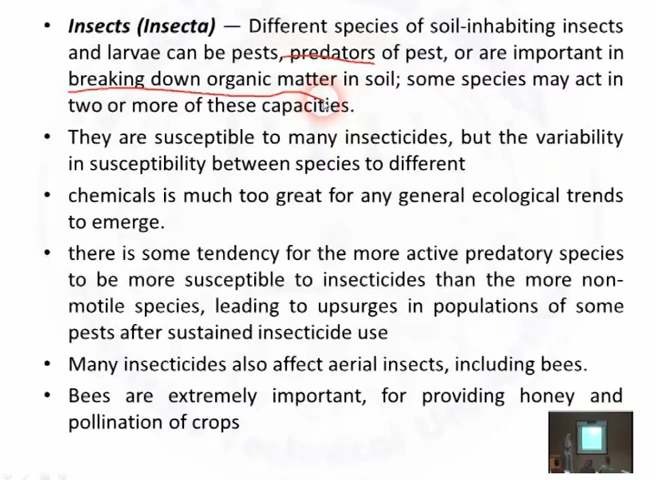 • Insects (Insecta) — Different species of soil-inhabiting insects
and larvae can be pests, predators of pest, or are important in
breaking down organic matter in soil; some species may act in
two or more of these capacities.
• They are susceptible to many insecticides, but the variability
in susceptibility between species to different
• chemicals is much too great for any general ecological trends
to emerge.
• there is some tendency for the more active predatory species
to be more susceptible to insecticides than the more non-
motile species, leading to upsurges in populations of some
pests after sustained insecticide use
• Many insecticides also affect aerial insects, including bees.
• Bees are extremely important, for providing honey and
pollination of crops